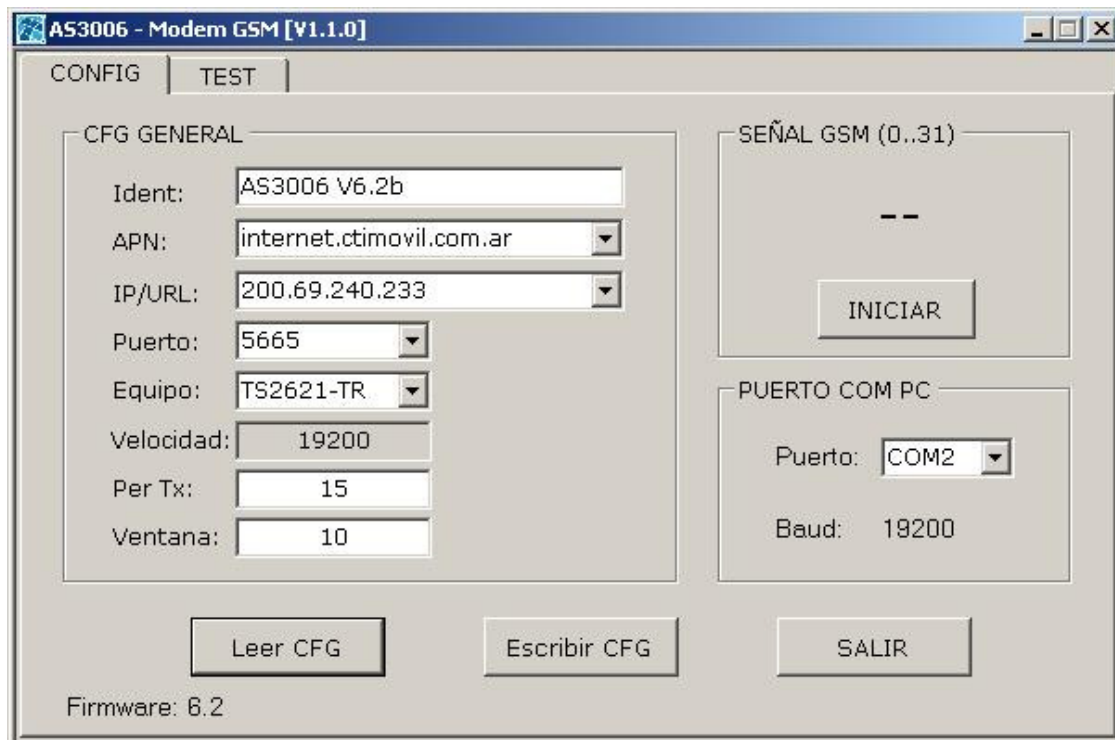 AS3006 - Modem GSM [V1.1.0]
CONFIG TEST
CFG GENERAL
Ident: AS3006 V6.2b
APN: internet.ctimovil.com.ar
IP/URL: 200.69.240.233
Puerto: 5665
Equipo: TS2621-TR
Velocidad: 19200
Per Tx: 15
Ventana: 10
SEÑAL GSM (0..31)
--
INICIAR
PUERTO COM PC
Puerto: COM2
Baud: 19200
Leer CFG Escribir CFG SALIR
Firmware: 6.2